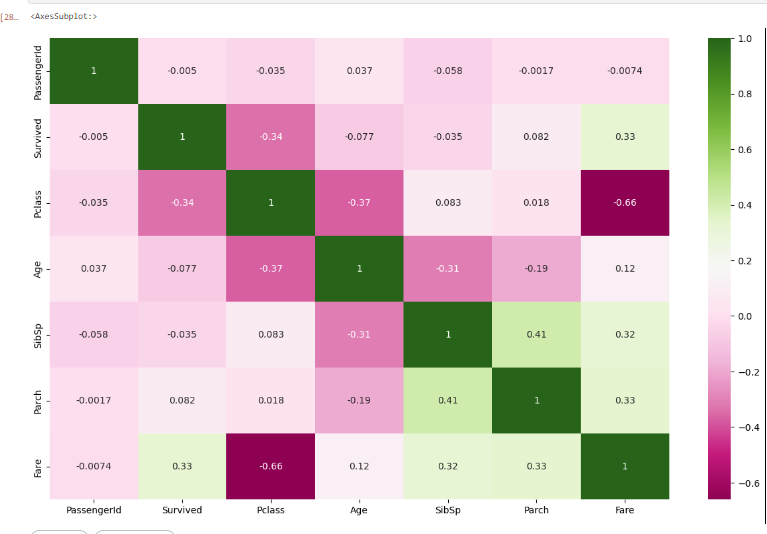 [28... <AxesSubplot:>
PassengerId 1 -0.005 -0.035 0.037 -0.058 -0.0017 -0.0074
Survived -0.005 1 -0.34 -0.077 -0.035 0.082 0.33
Pclass -0.035 -0.34 1 -0.37 0.083 0.018 -0.66
Age 0.037 -0.077 -0.37 1 -0.31 -0.19 0.12
SibSp -0.058 -0.035 0.083 -0.31 1 0.41 0.32
Parch -0.0017 0.082 0.018 -0.19 0.41 1 0.33
Fare -0.0074 0.33 -0.66 0.12 0.32 0.33 1
PassengerId Survived Pclass Age SibSp Parch Fare
1.0
0.8
0.6
0.4
0.2
0.0
−0.2
−0.4
−0.6